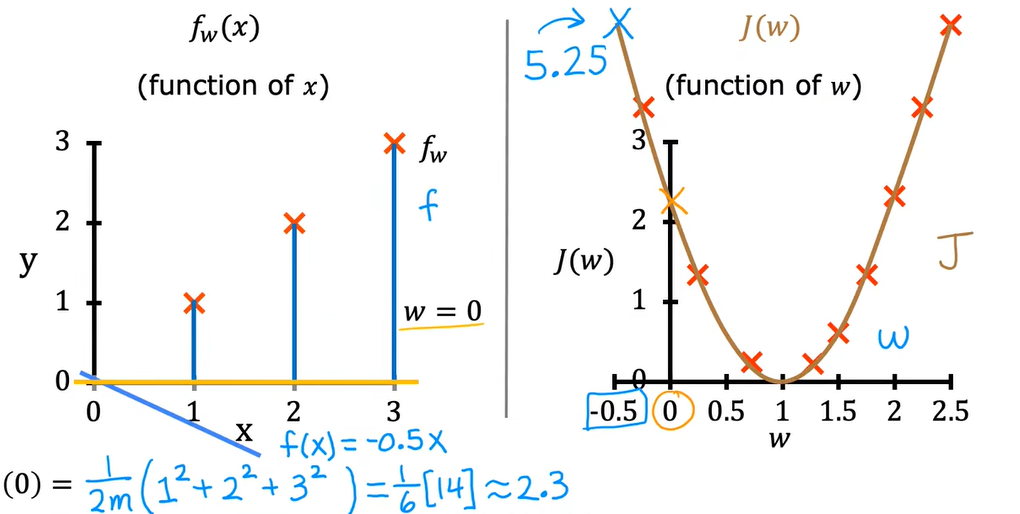 f_w(x)
(function of x)
3
2
1
0
y
0 1 2 3
x
f_w
f
w = 0
f(x) = -0.5x
(0) = 1/2m (1² + 2² + 3²) = 1/6 [14] ≈ 2.3
5.25
J(w)
(function of w)
3
2
1
0
J(w)
J
w
-0.5 0 0.5 1 1.5 2 2.5
w